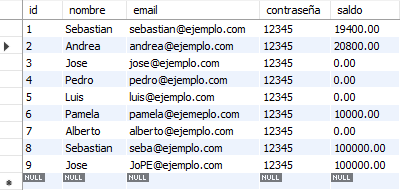 id nombre email contraseña saldo
1 Sebastian sebastian@ejemplo.com 12345 19400.00
2 Andrea andrea@ejemplo.com 12345 20800.00
3 Jose jose@ejemplo.com 12345 0.00
4 Pedro pedro@ejemplo.com 12345 0.00
5 Luis luis@ejemplo.com 12345 0.00
6 Pamela pamela@ejemeplo.com 12345 10000.00
7 Alberto alberto@ejemplo.com 12345 0.00
8 Sebastian seba@ejemplo.com 12345 100000.00
9 Jose JoPE@ejemplo.com 12345 100000.00
NULL NULL NULL NULL NULL